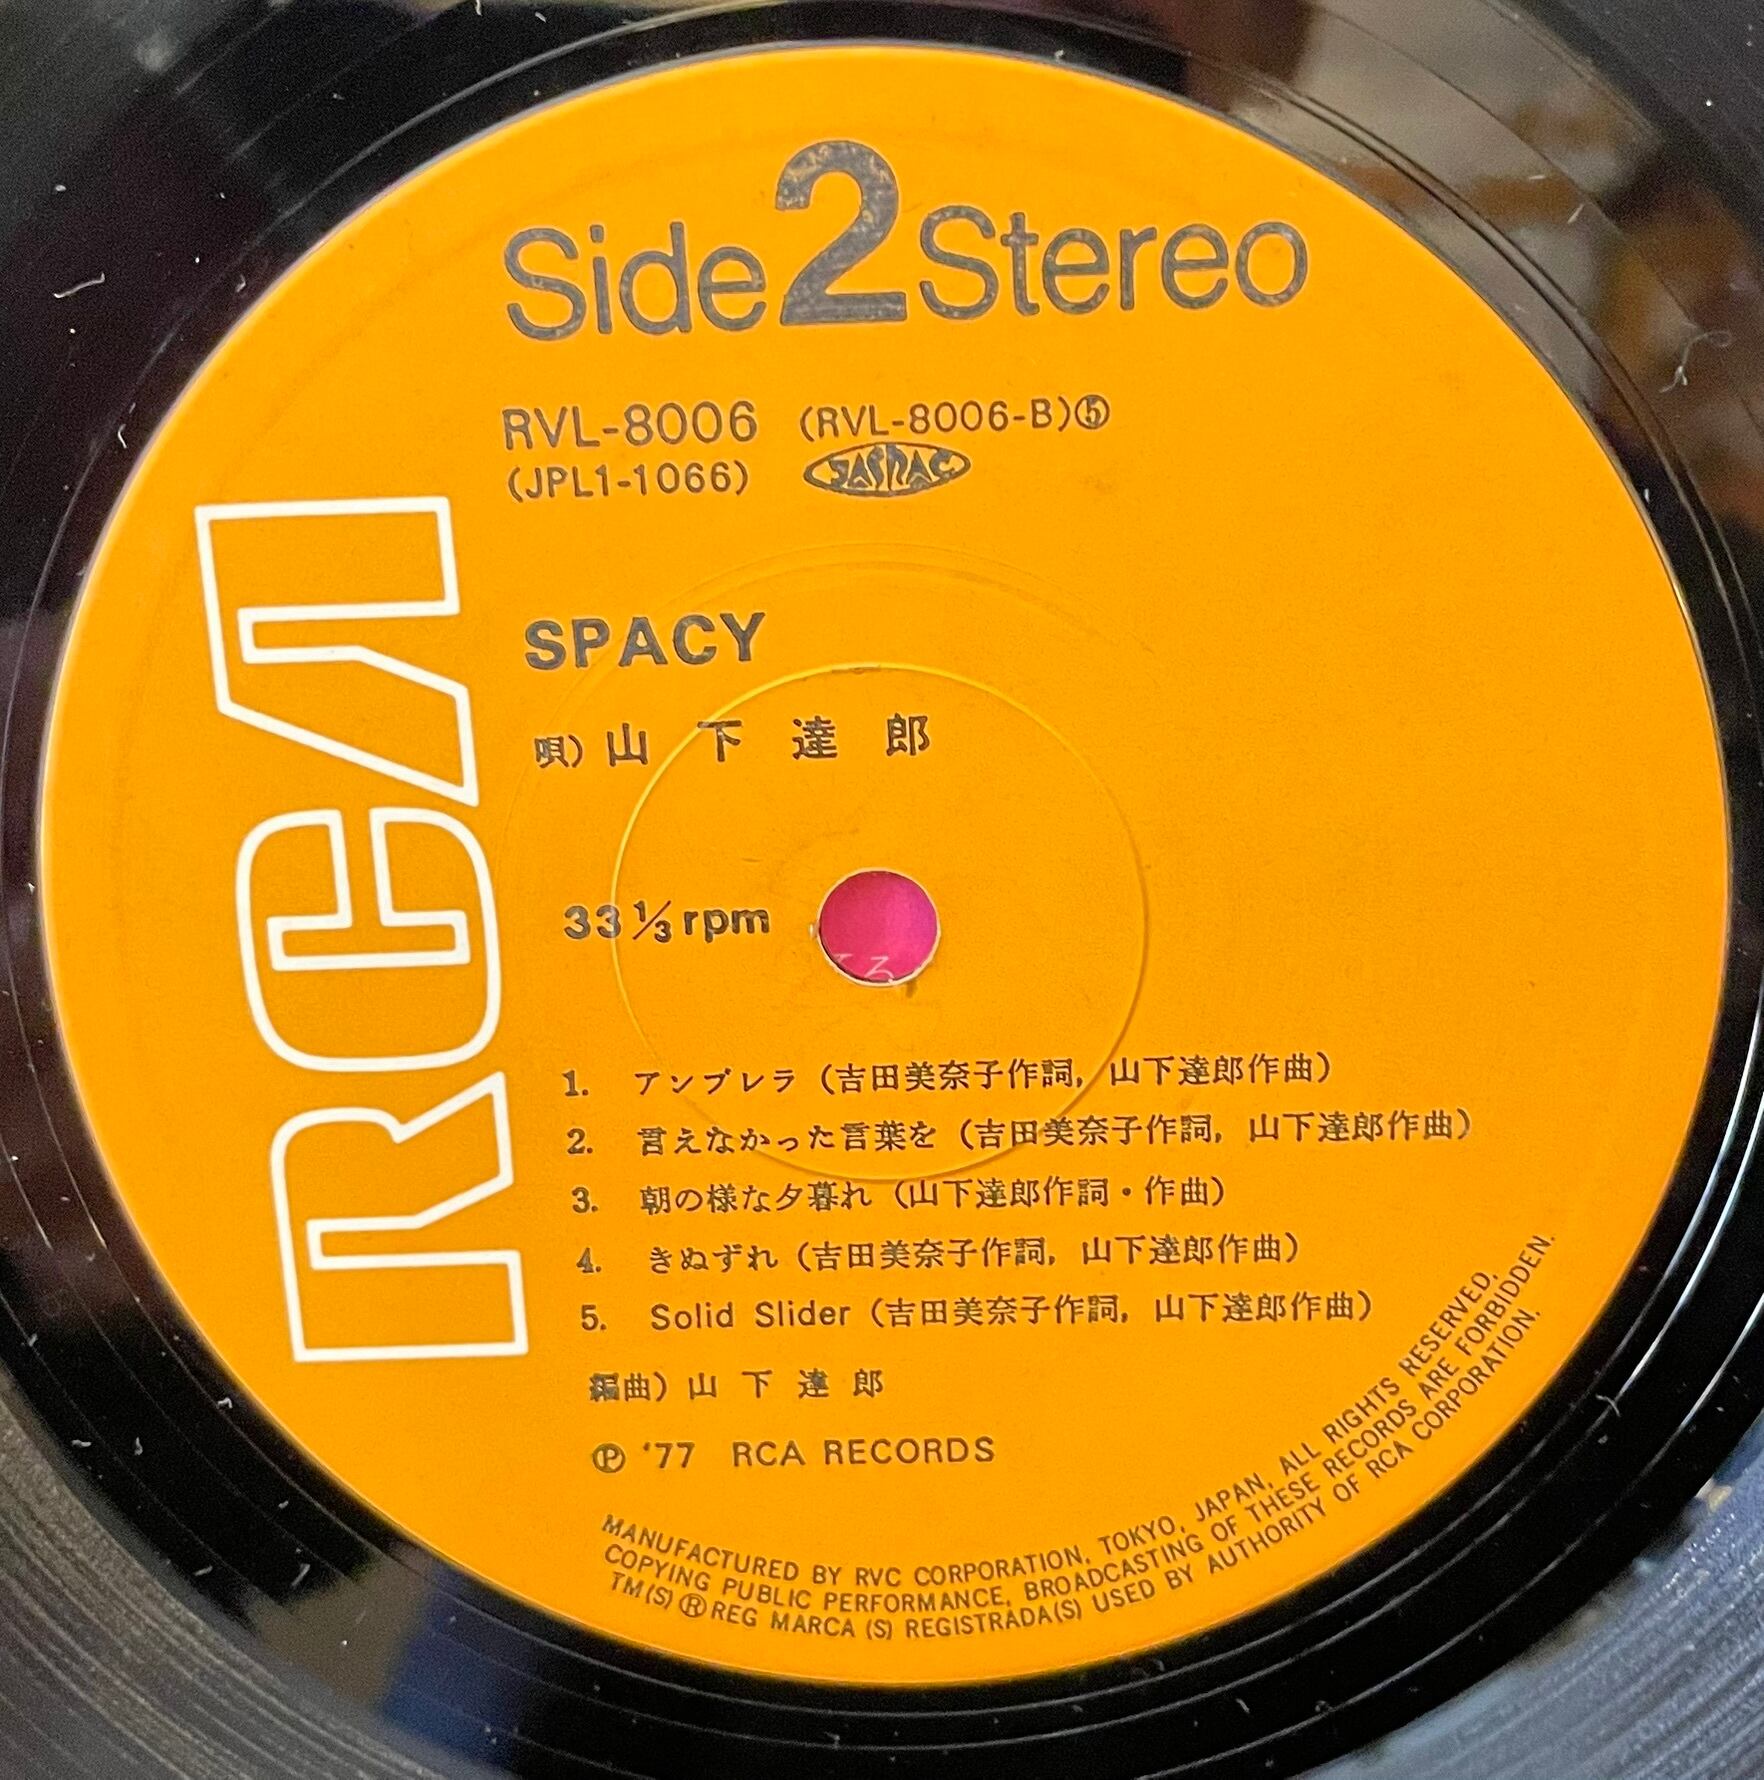 Side 2 Stereo
RVL-8006 (RVL-8006-B)⑤
(JPL1-1066) JASRAC
RCA
SPACY
唄) 山下達郎
33 1/3 rpm
1. アンブレラ (吉田美奈子作詞, 山下達郎作曲)
2. 言えなかった言葉を (吉田美奈子作詞, 山下達郎作曲)
3. 朝の様な夕暮れ (山下達郎作詞・作曲)
4. きぬずれ (吉田美奈子作詞, 山下達郎作曲)
5. Solid Slider (吉田美奈子作詞, 山下達郎作曲)
編曲) 山下達郎
Ⓟ '77 RCA RECORDS
MANUFACTURED BY RVC CORPORATION, TOKYO, JAPAN, ALL RIGHTS RESERVED,
COPYING PUBLIC PERFORMANCE, BROADCASTING OF THESE RECORDS ARE FORBIDDEN.
TM(S) ® REG MARCA (S) REGISTRADA(S) USED BY AUTHORITY OF RCA CORPORATION.